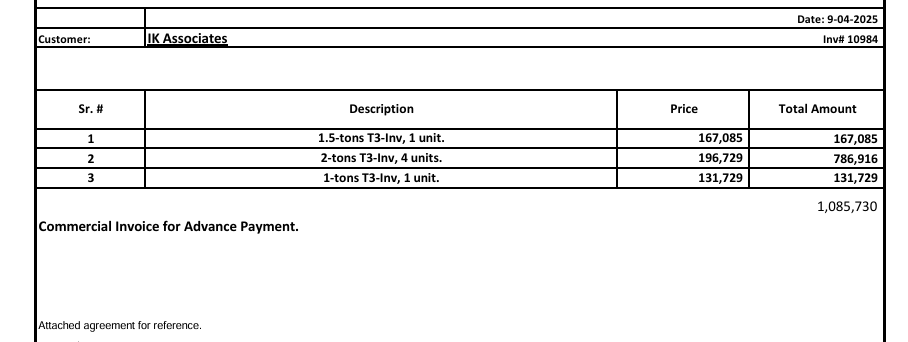 Date: 9-04-2025
Customer: IK Associates Inv# 10984
Sr. # Description Price Total Amount
1 1.5-tons T3-Inv, 1 unit. 167,085 167,085
2 2-tons T3-Inv, 4 units. 196,729 786,916
3 1-tons T3-Inv, 1 unit. 131,729 131,729
1,085,730
Commercial Invoice for Advance Payment.
Attached agreement for reference.